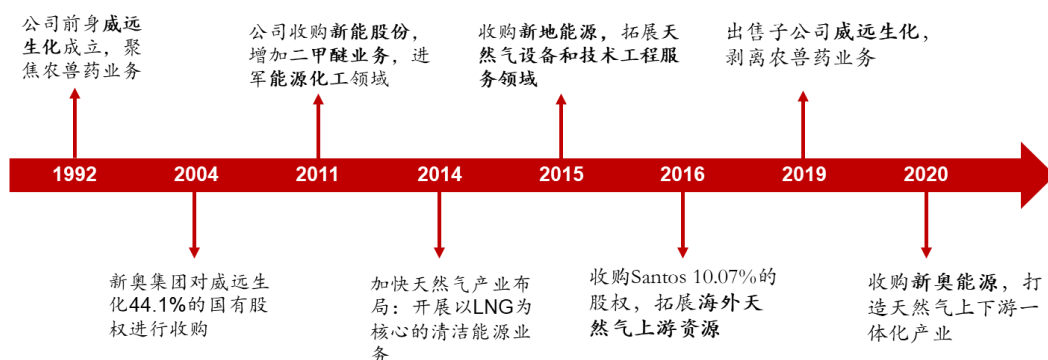 公司前身威远
生化成立，聚
焦农兽药业务
公司收购新能股份，
增加二甲醚业务，进
军能源化工领域
收购新地能源，拓展天
然气设备和技术工程服
务领域
出售子公司威远生化，
剥离农兽药业务
1992
2004
2011
2014
2015
2016
2019
2020
新奥集团对威远生
化44.1%的国有股
权进行收购
加快天然气产业布
局：开展以LNG为
核心的清洁能源业
务
收购Santos 10.07%的
股权，拓展海外天
然气上游资源
收购新奥能源，打
造天然气上下游一
体化产业